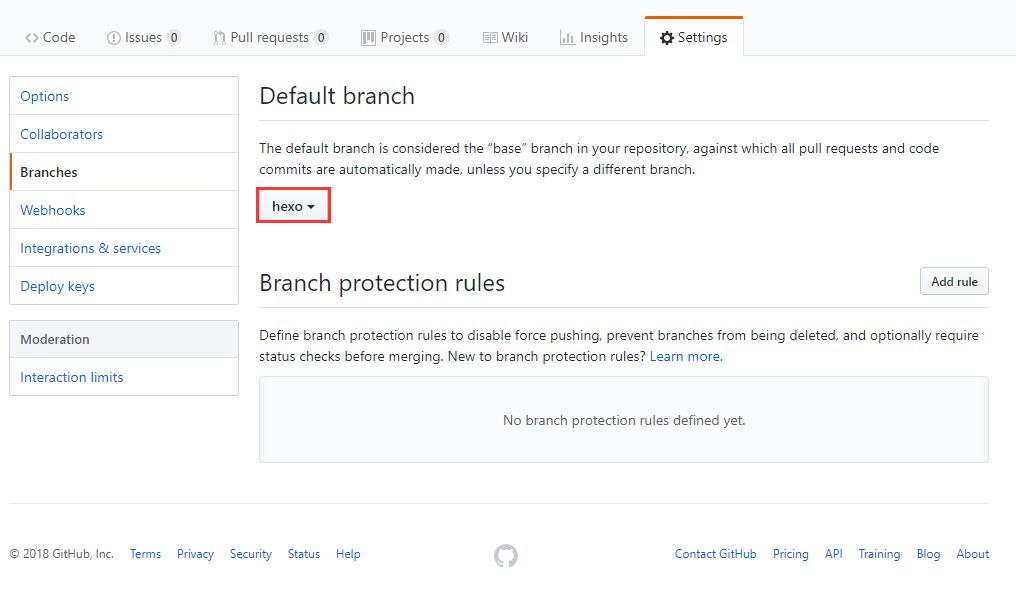 Code Issues 0 Pull requests 0 Projects 0 Wiki Insights Settings
Options
Collaborators
Branches
Webhooks
Integrations & services
Deploy keys
Moderation
Interaction limits
Default branch
The default branch is considered the “base” branch in your repository, against which all pull requests and code
commits are automatically made, unless you specify a different branch.
hexo
Branch protection rules
Add rule
Define branch protection rules to disable force pushing, prevent branches from being deleted, and optionally require
status checks before merging. New to branch protection rules? Learn more.
No branch protection rules defined yet.
© 2018 GitHub, Inc. Terms Privacy Security Status Help Contact GitHub Pricing API Training Blog About